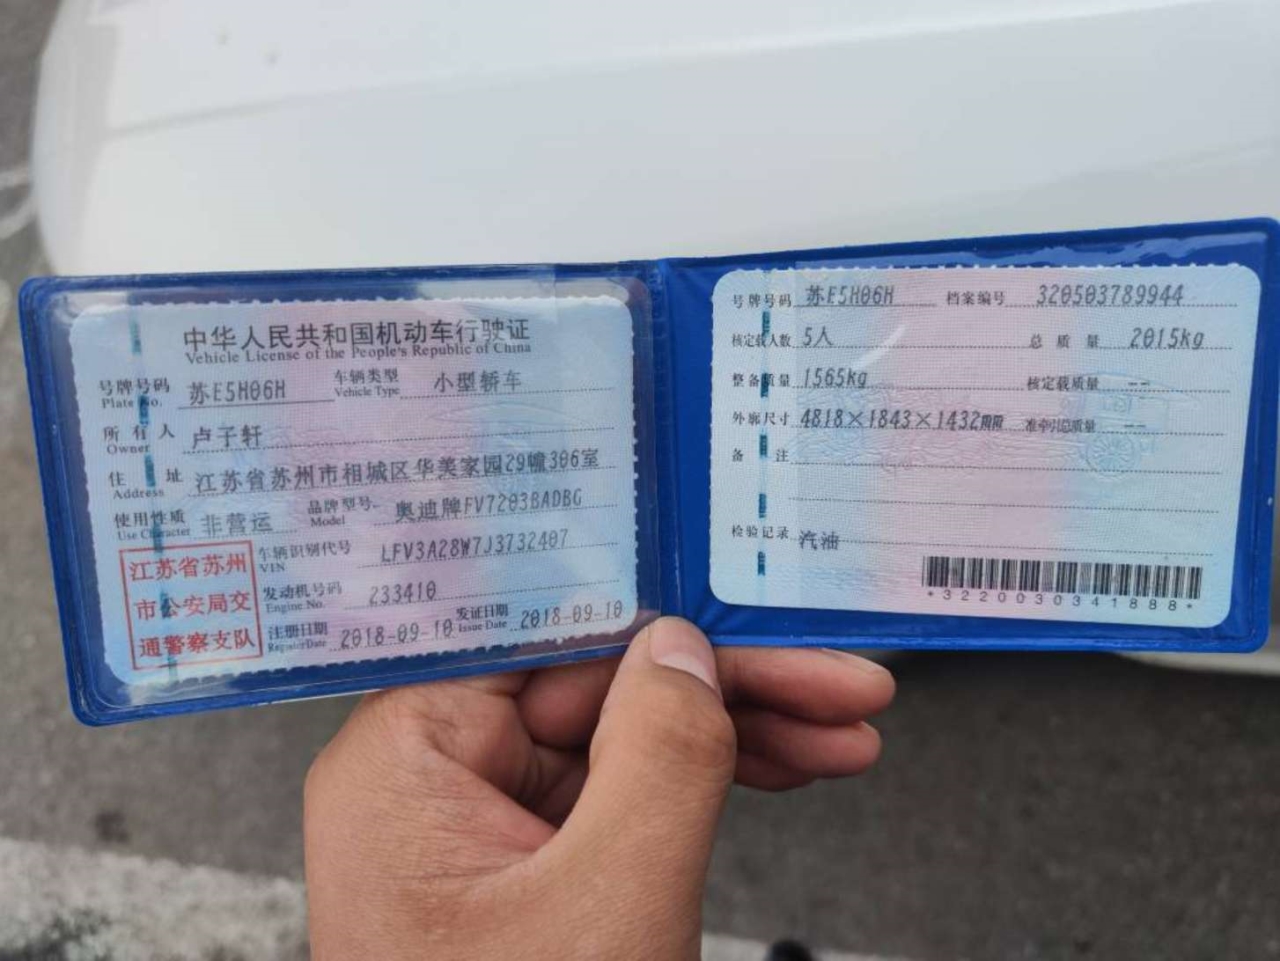 中华人民共和国机动车行驶证
Vehicle License of the People's Republic of China
号牌号码 Plate No. 苏E5H06H 车辆类型 Vehicle Type 小型轿车
所有人 Owner 卢子轩
住址 Address 江苏省苏州市相城区华美家园29幢306室
使用性质 Use Character 非营运 品牌型号 Model 奥迪牌FV7203BADBG
车辆识别代号 VIN LFV3A28W7J3732407
发动机号码 Engine No. 233410
注册日期 Register Date 2018-09-10 发证日期 Issue Date 2018-09-10
江苏省苏州
市公安局交
通警察支队
号牌号码 苏E5H06H 档案编号 320503789944
核定载人数 5人 总质量 2015kg
整备质量 1565kg 核定载质量 --
外廓尺寸 4818×1843×1432mm 准牵引总质量 --
备注
检验记录 汽油
*3220030341888*